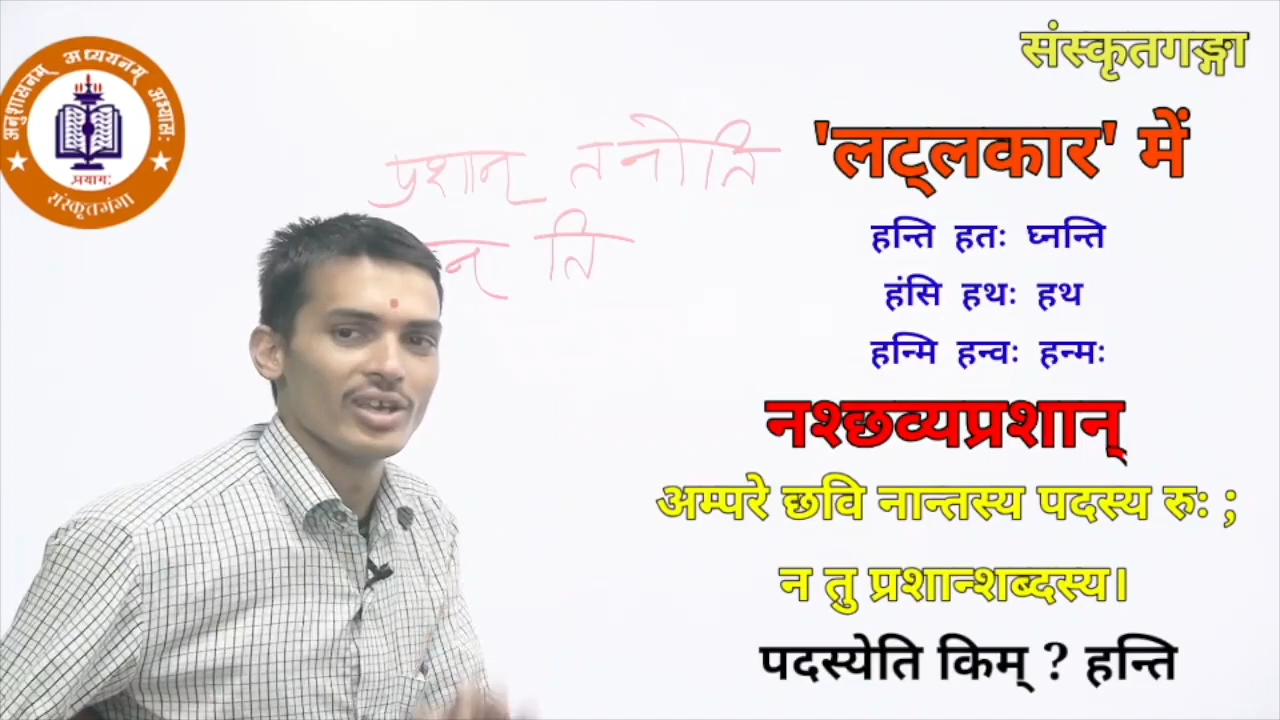 अनुशासनम् अध्ययनम् अभ्यासः
प्रयागः
संस्कृतगंगा
संस्कृतगङ्गा
प्रशान् तनोति
न् ति
'लट्लकार' में
हन्ति हतः घ्नन्ति
हंसि हथः हथ
हन्मि हन्वः हन्मः
नश्छव्यप्रशान्
अम्परे छवि नान्तस्य पदस्य रुः ;
न तु प्रशान्शब्दस्य।
पदस्येति किम् ? हन्ति